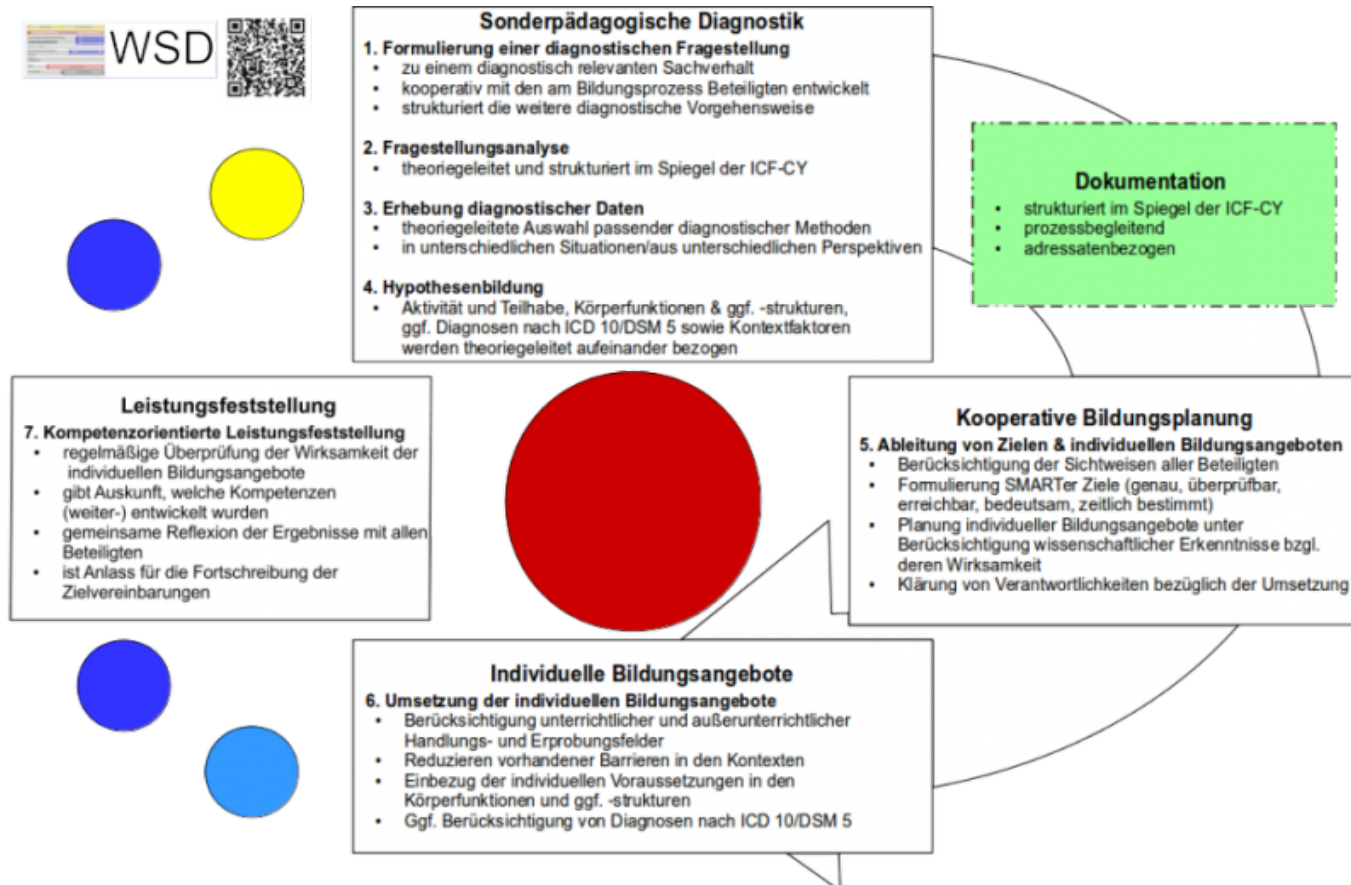 WSD
Sonderpädagogische Diagnostik
1. Formulierung einer diagnostischen Fragestellung
• zu einem diagnostisch relevanten Sachverhalt
• kooperativ mit den am Bildungsprozess Beteiligten entwickelt
• strukturiert die weitere diagnostische Vorgehensweise
2. Fragestellungsanalyse
• theoriegeleitet und strukturiert im Spiegel der ICF-CY
3. Erhebung diagnostischer Daten
• theoriegeleitete Auswahl passender diagnostischer Methoden
• in unterschiedlichen Situationen/aus unterschiedlichen Perspektiven
4. Hypothesenbildung
• Aktivität und Teilhabe, Körperfunktionen & ggf. -strukturen,
ggf. Diagnosen nach ICD 10/DSM 5 sowie Kontextfaktoren
werden theoriegeleitet aufeinander bezogen
Dokumentation
• strukturiert im Spiegel der ICF-CY
• prozessbegleitend
• adressatenbezogen
Leistungsfeststellung
7. Kompetenzorientierte Leistungsfeststellung
• regelmäßige Überprüfung der Wirksamkeit der
individuellen Bildungsangebote
• gibt Auskunft, welche Kompetenzen
(weiter-) entwickelt wurden
• gemeinsame Reflexion der Ergebnisse mit allen
Beteiligten
• ist Anlass für die Fortschreibung der
Zielvereinbarungen
Kooperative Bildungsplanung
5. Ableitung von Zielen & individuellen Bildungsangeboten
• Berücksichtigung der Sichtweisen aller Beteiligten
• Formulierung SMARTer Ziele (genau, überprüfbar,
erreichbar, bedeutsam, zeitlich bestimmt)
• Planung individueller Bildungsangebote unter
Berücksichtigung wissenschaftlicher Erkenntnisse bzgl.
deren Wirksamkeit
• Klärung von Verantwortlichkeiten bezüglich der Umsetzung
Individuelle Bildungsangebote
6. Umsetzung der individuellen Bildungsangebote
• Berücksichtigung unterrichtlicher und außerunterrichtlicher
Handlungs- und Erprobungsfelder
• Reduzieren vorhandener Barrieren in den Kontexten
• Einbezug der individuellen Voraussetzungen in den
Körperfunktionen und ggf. -strukturen
• Ggf. Berücksichtigung von Diagnosen nach ICD 10/DSM 5